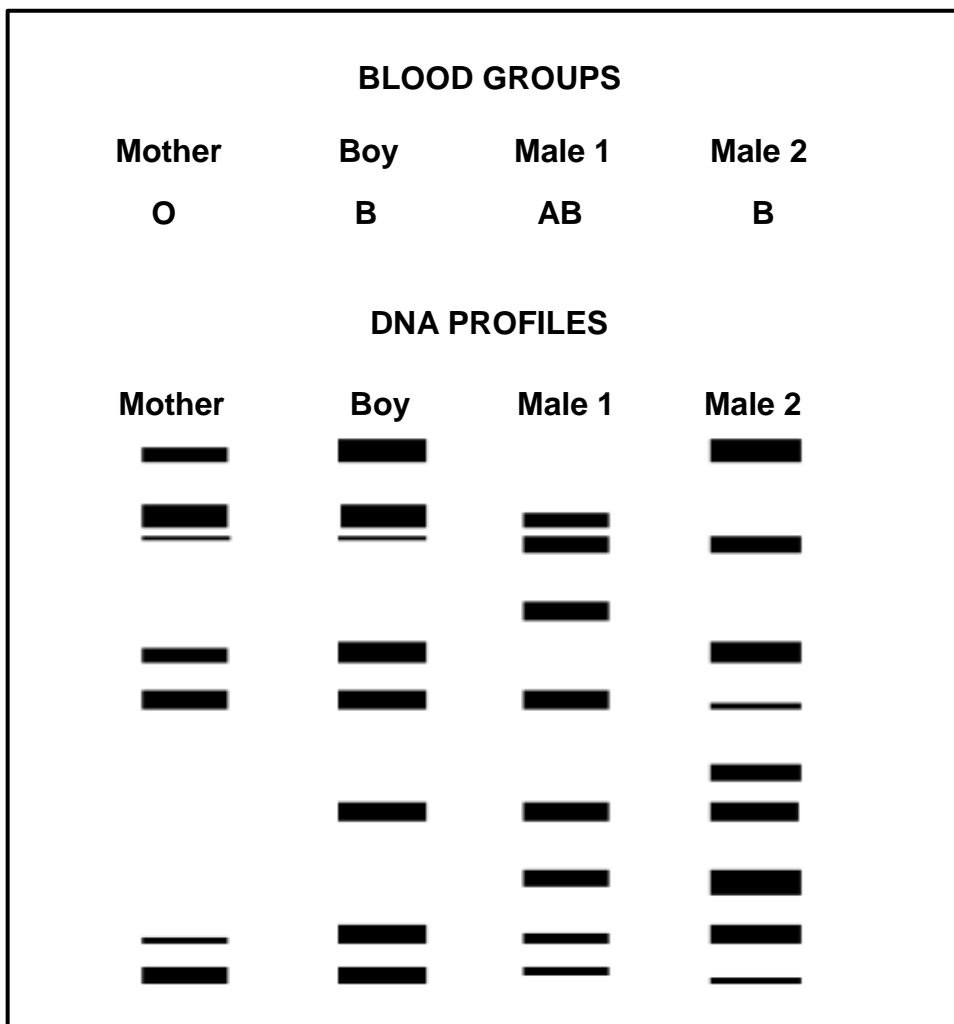 BLOOD GROUPS
Mother Boy Male 1 Male 2
O B AB B
DNA PROFILES
Mother Boy Male 1 Male 2